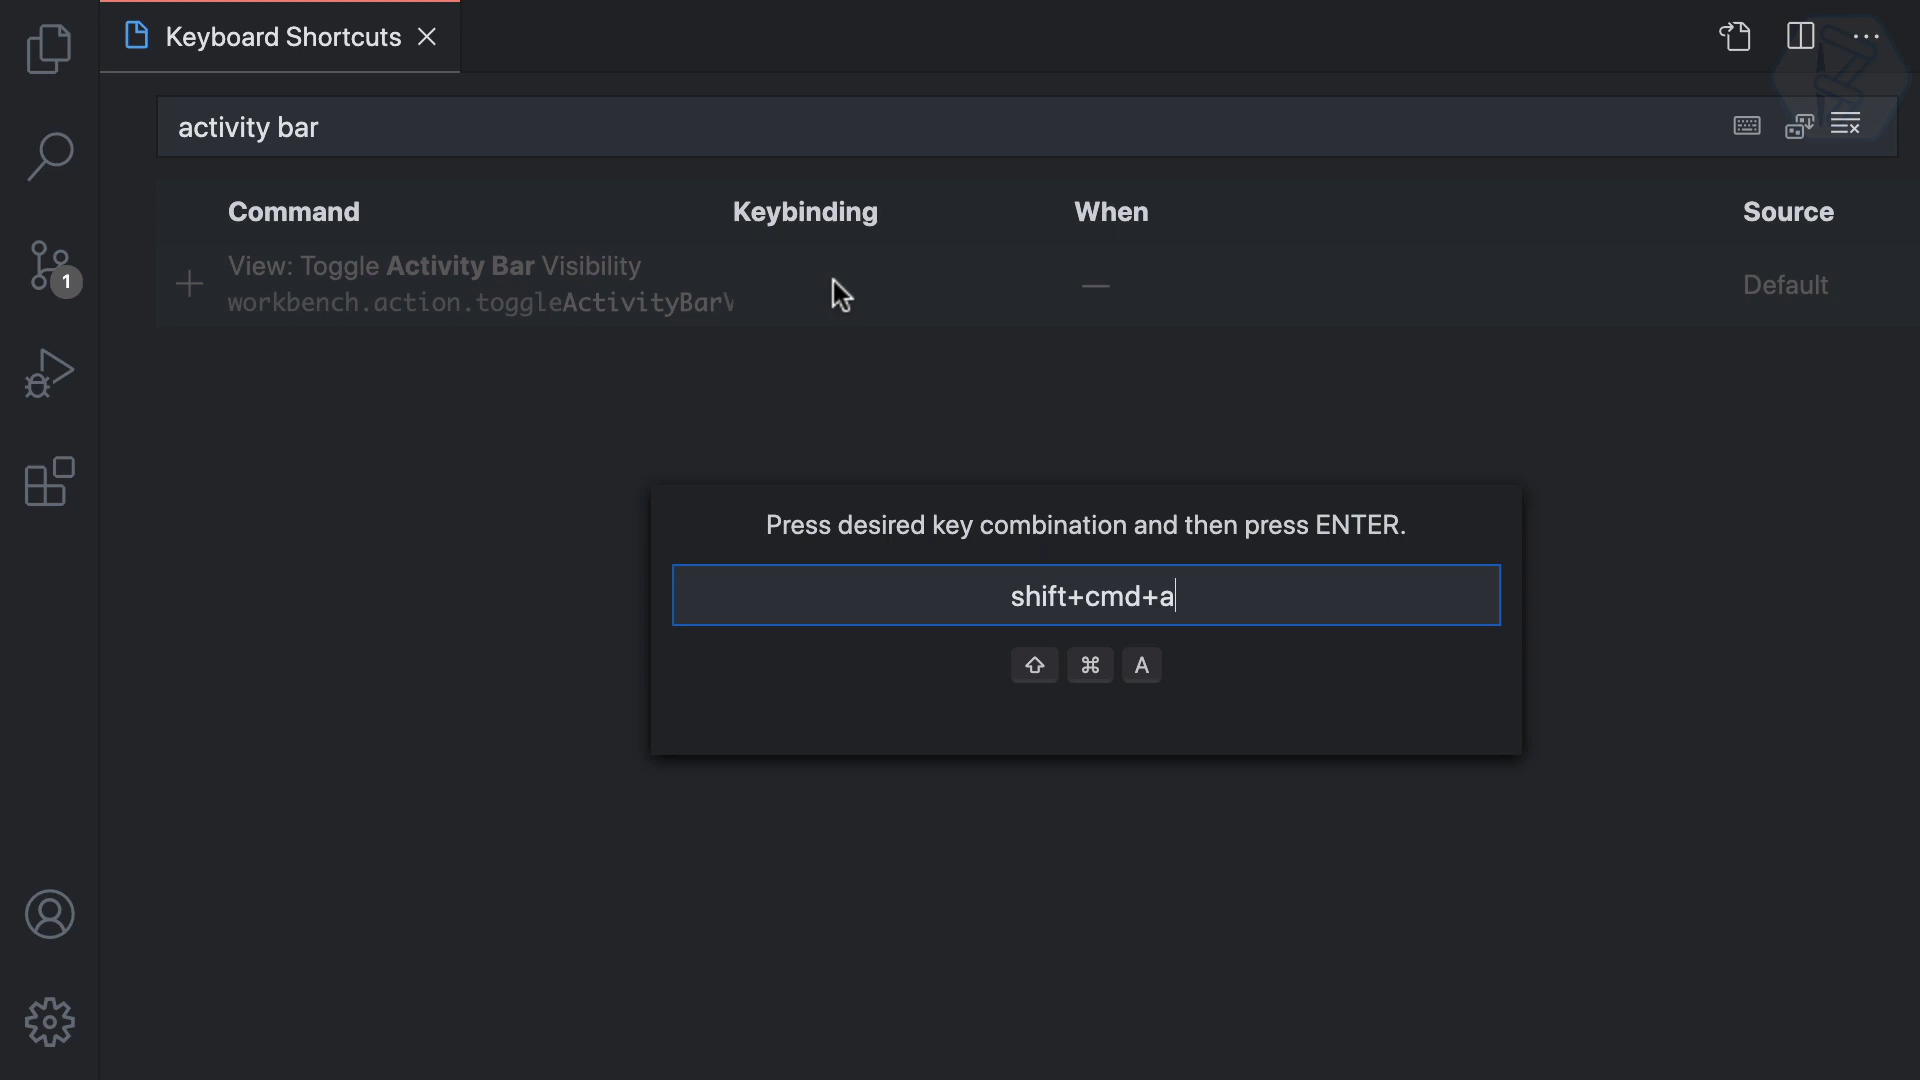 Keyboard Shortcuts
activity bar
Command Keybinding When Source
View: Toggle Activity Bar Visibility
workbench.action.toggleActivityBarV
— Default
1
Press desired key combination and then press ENTER.
shift+cmd+a
⇧ ⌘ A